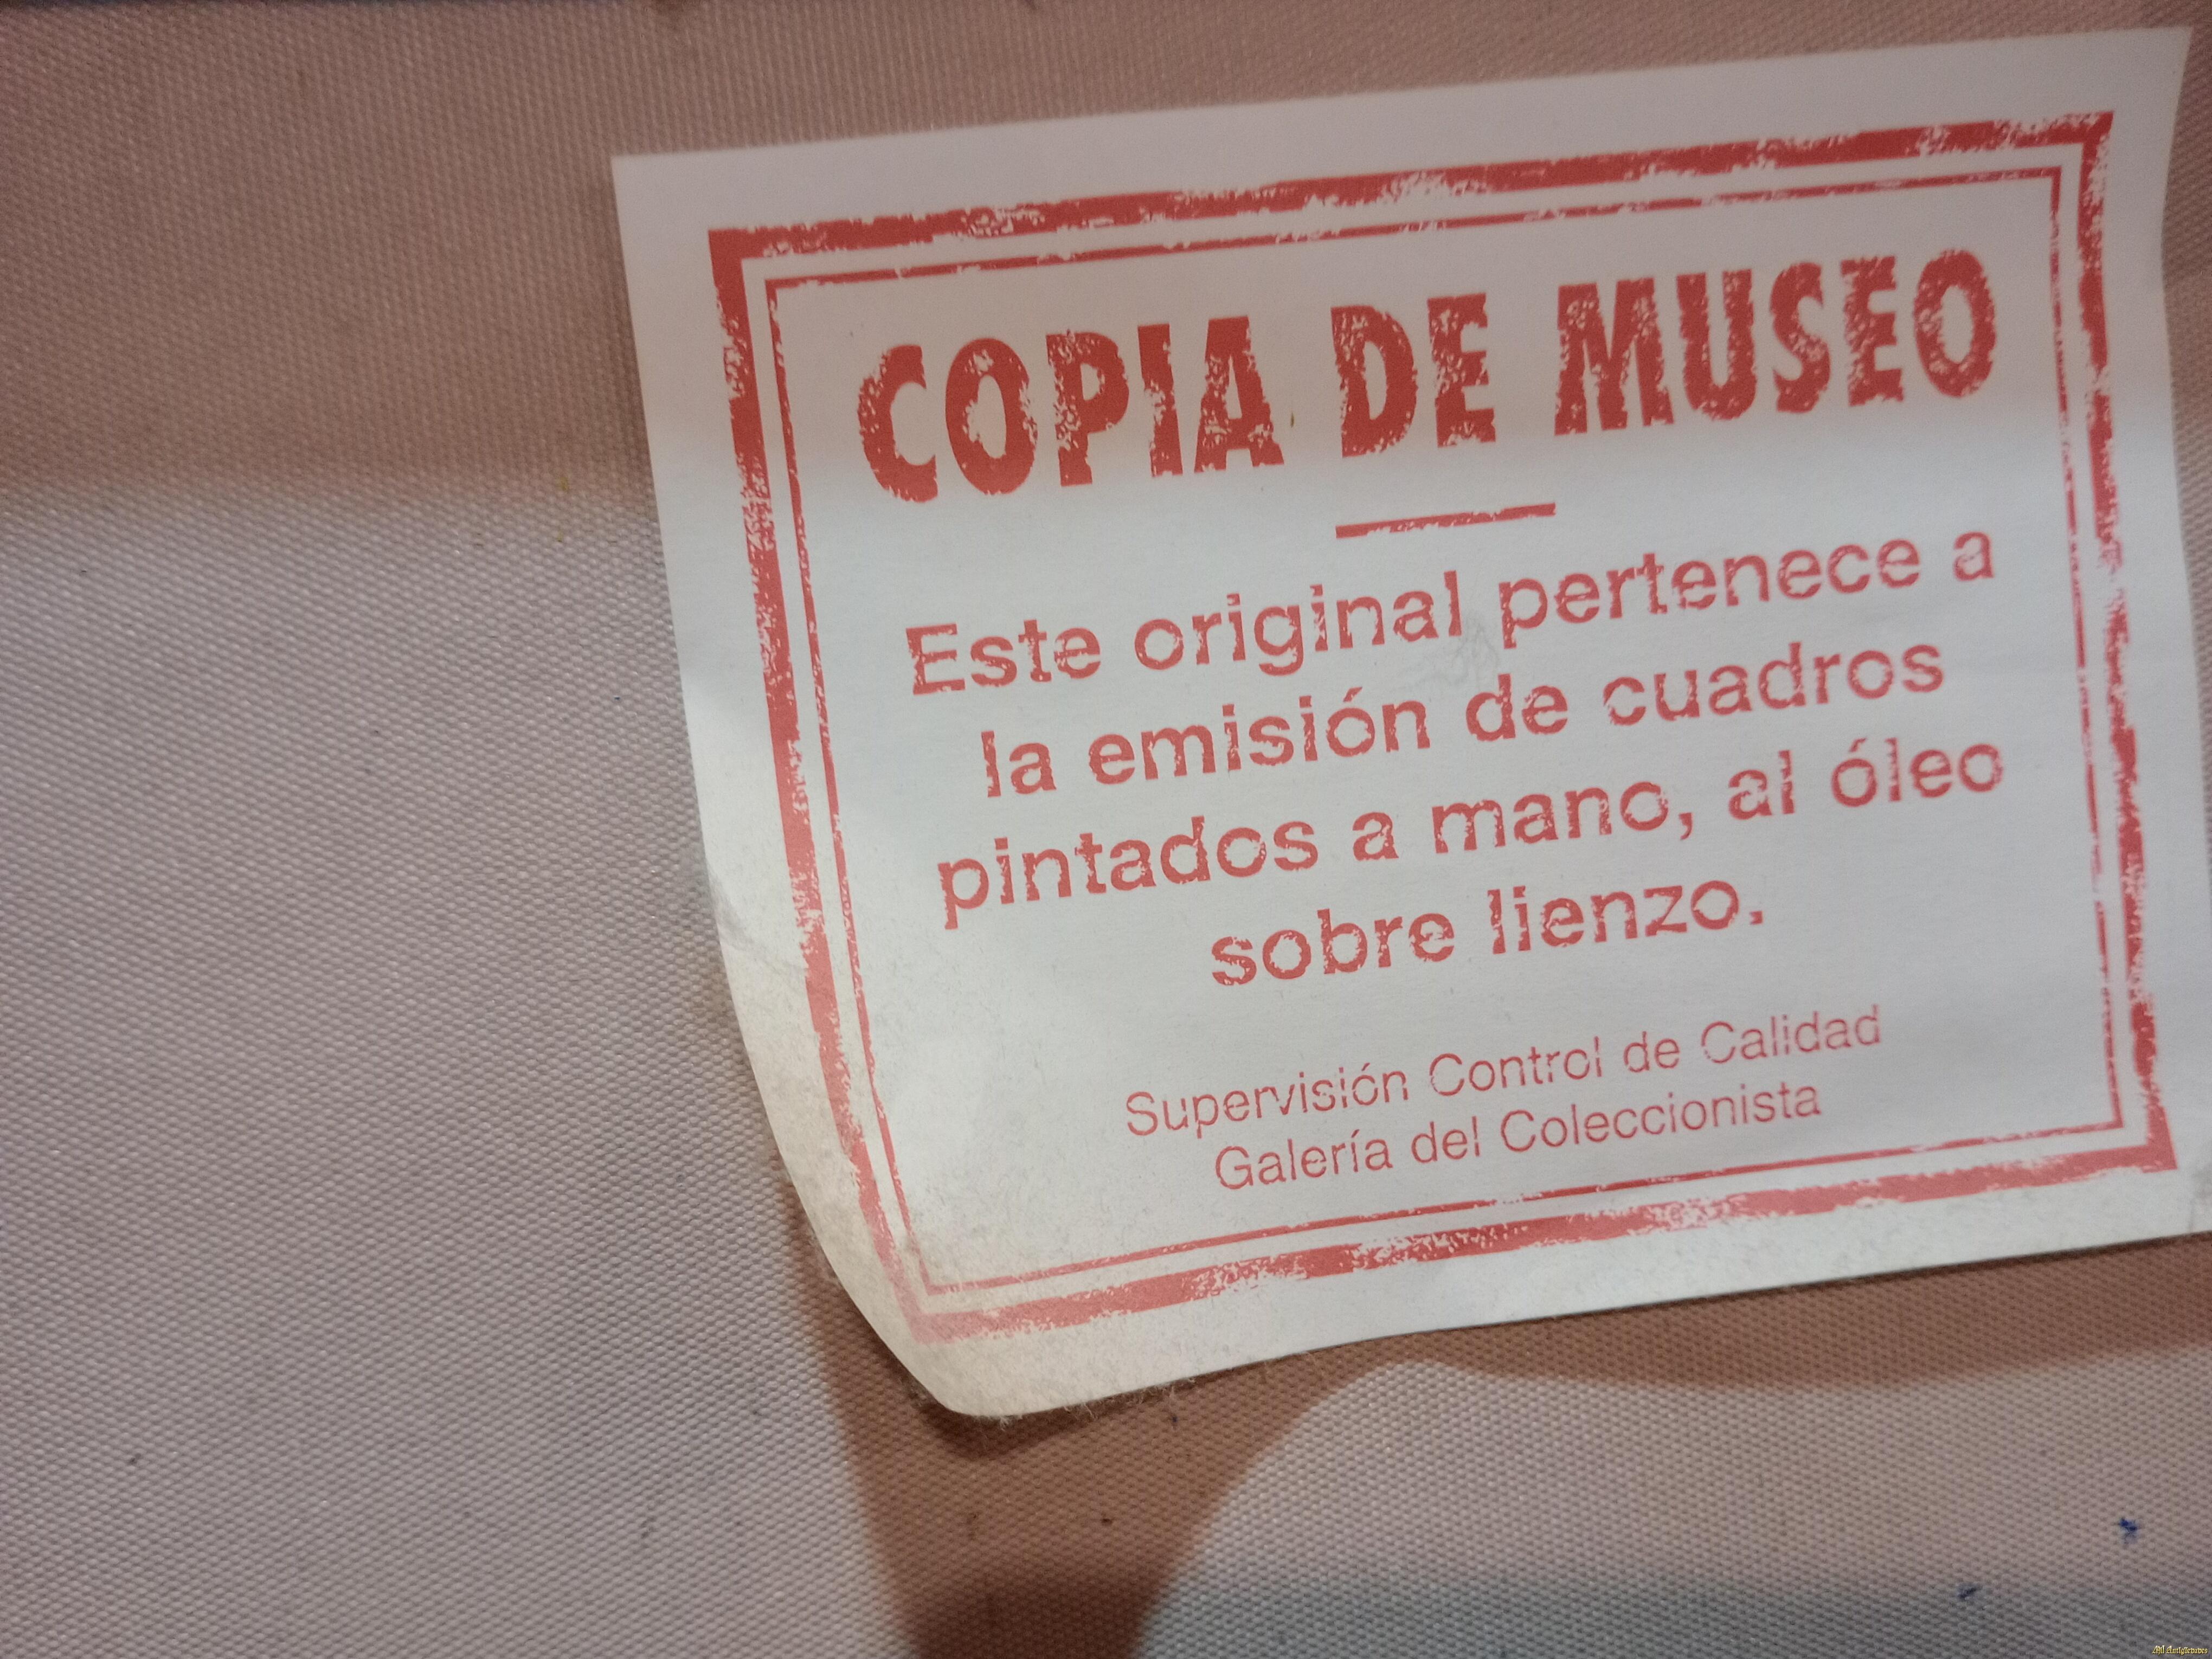 COPIA DE MUSEO
Este original pertenece a
la emisión de cuadros
pintados a mano, al óleo
sobre lienzo.
Supervisión Control de Calidad
Galería del Coleccionista